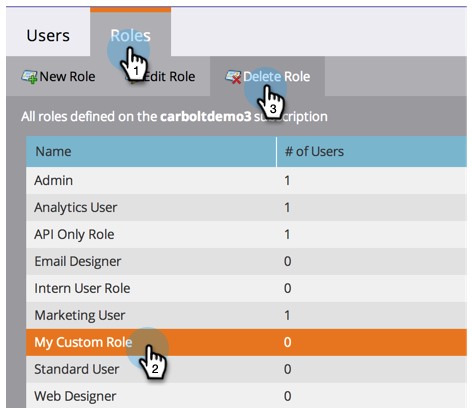 Users Roles
1
New Role Edit Role Delete Role
3
All roles defined on the carboltdemo3 subscription
Name # of Users
Admin 1
Analytics User 1
API Only Role 1
Email Designer 0
Intern User Role 0
Marketing User 1
My Custom Role 0
2
Standard User 0
Web Designer 0